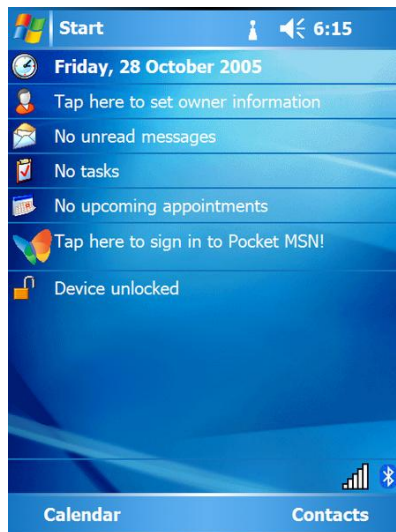 Start 6:15
Friday, 28 October 2005
Tap here to set owner information
No unread messages
No tasks
No upcoming appointments
Tap here to sign in to Pocket MSN!
Device unlocked
Calendar Contacts